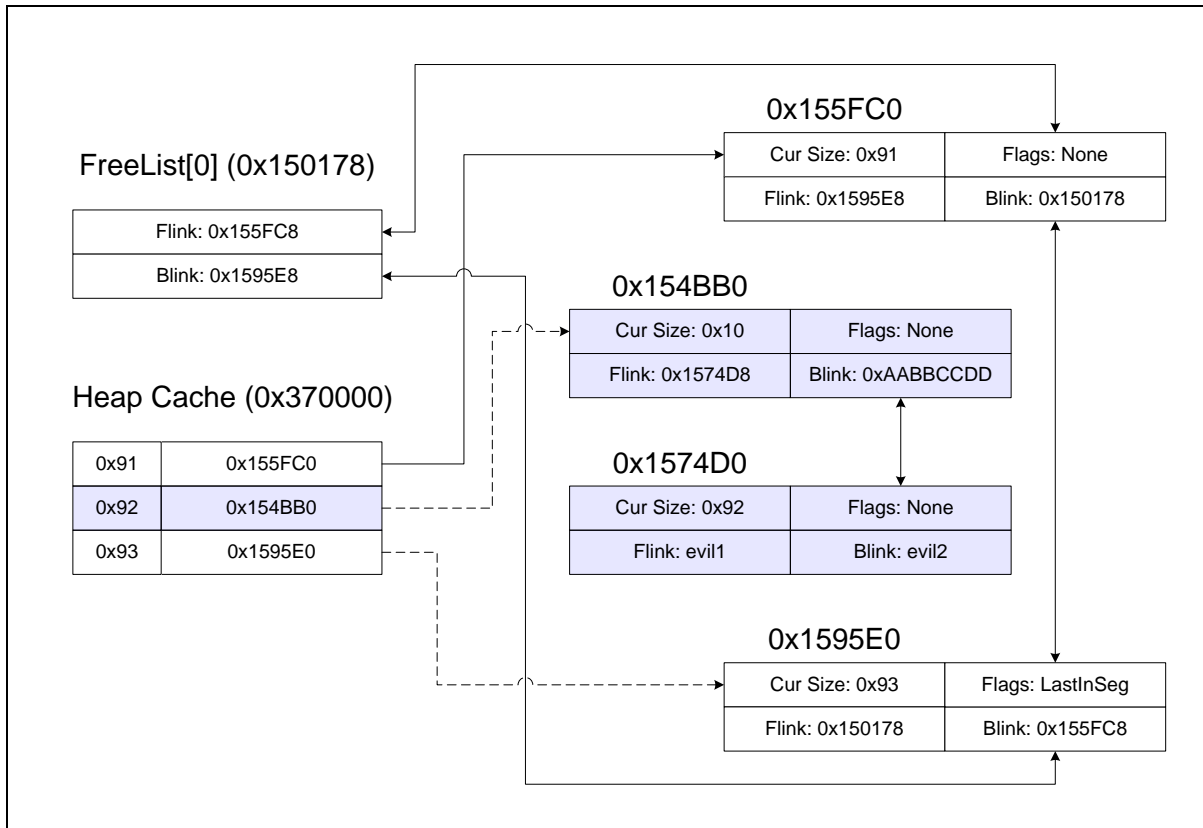 FreeList[0] (0x150178)
Flink: 0x155FC8
Blink: 0x1595E8
Heap Cache (0x370000)
0x91 0x155FC0
0x92 0x154BB0
0x93 0x1595E0
0x155FC0
Cur Size: 0x91 Flags: None
Flink: 0x1595E8 Blink: 0x150178
0x154BB0
Cur Size: 0x10 Flags: None
Flink: 0x1574D8 Blink: 0xAABBCCDD
0x1574D0
Cur Size: 0x92 Flags: None
Flink: evil1 Blink: evil2
0x1595E0
Cur Size: 0x93 Flags: LastInSeg
Flink: 0x150178 Blink: 0x155FC8